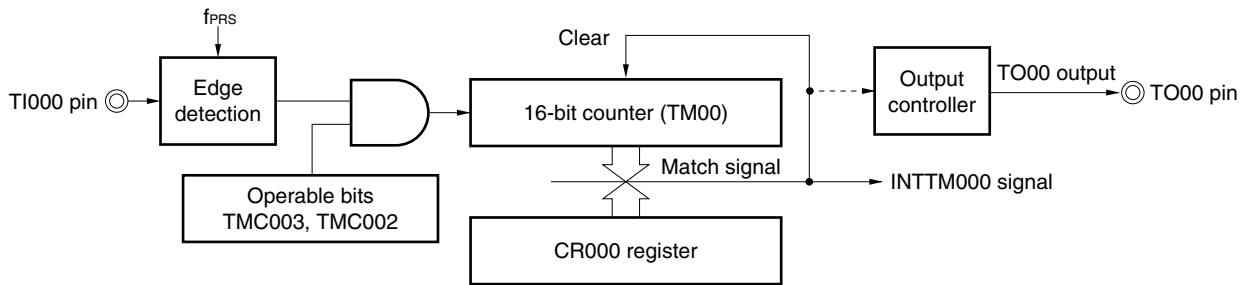 fPRS
Clear
TI000 pin
Edge
detection
16-bit counter (TM00)
Output
controller
TO00 output
TO00 pin
Match signal
INTTM000 signal
Operable bits
TMC003, TMC002
CR000 register